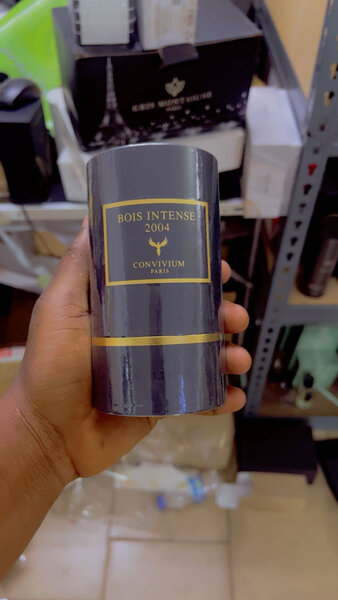 BOIS INTENSE
2004
CONVIVIUM
PARIS